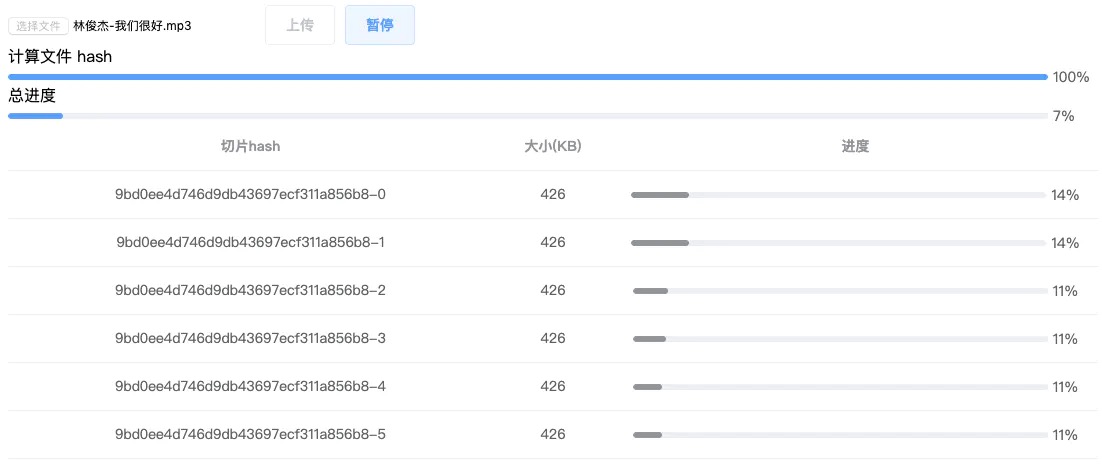 选择文件 林俊杰-我们很好.mp3 上传 暂停
计算文件 hash
100%
总进度
7%
切片hash 大小(KB) 进度
9bd0ee4d746d9db43697ecf311a856b8-0 426 14%
9bd0ee4d746d9db43697ecf311a856b8-1 426 14%
9bd0ee4d746d9db43697ecf311a856b8-2 426 11%
9bd0ee4d746d9db43697ecf311a856b8-3 426 11%
9bd0ee4d746d9db43697ecf311a856b8-4 426 11%
9bd0ee4d746d9db43697ecf311a856b8-5 426 11%